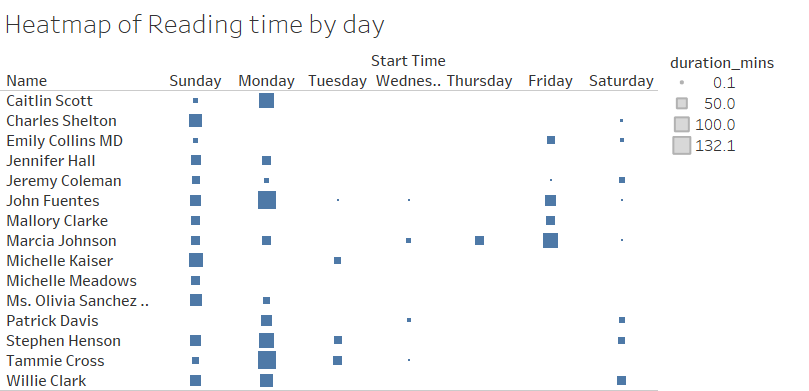 Heatmap of Reading time by day
Start Time
Name Sunday Monday Tuesday Wednes.. Thursday Friday Saturday
Caitlin Scott
Charles Shelton
Emily Collins MD
Jennifer Hall
Jeremy Coleman
John Fuentes
Mallory Clarke
Marcia Johnson
Michelle Kaiser
Michelle Meadows
Ms. Olivia Sanchez ..
Patrick Davis
Stephen Henson
Tammie Cross
Willie Clark
duration_mins
0.1
50.0
100.0
132.1